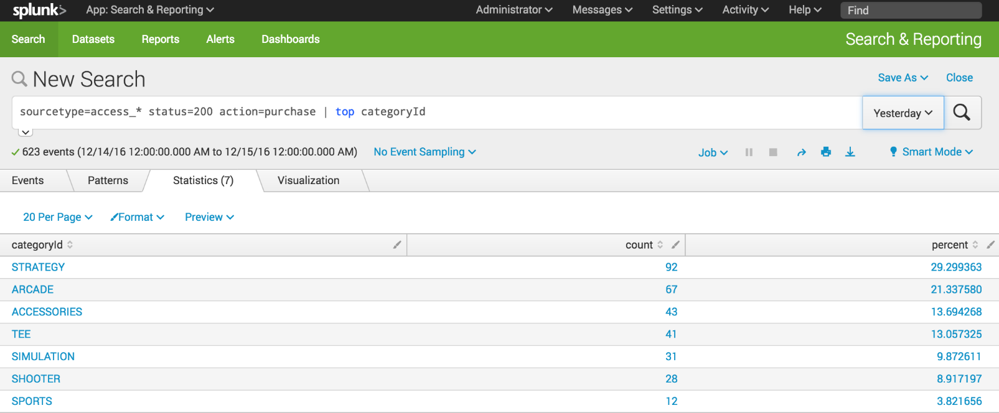 splunk> App: Search & Reporting Administrator Messages Settings Activity Help Find
Search Datasets Reports Alerts Dashboards Search & Reporting
New Search Save As Close
sourcetype=access_* status=200 action=purchase | top categoryId Yesterday
623 events (12/14/16 12:00:00.000 AM to 12/15/16 12:00:00.000 AM) No Event Sampling Job Smart Mode
Events Patterns Statistics (7) Visualization
20 Per Page Format Preview
categoryId count percent
STRATEGY 92 29.299363
ARCADE 67 21.337580
ACCESSORIES 43 13.694268
TEE 41 13.057325
SIMULATION 31 9.872611
SHOOTER 28 8.917197
SPORTS 12 3.821656